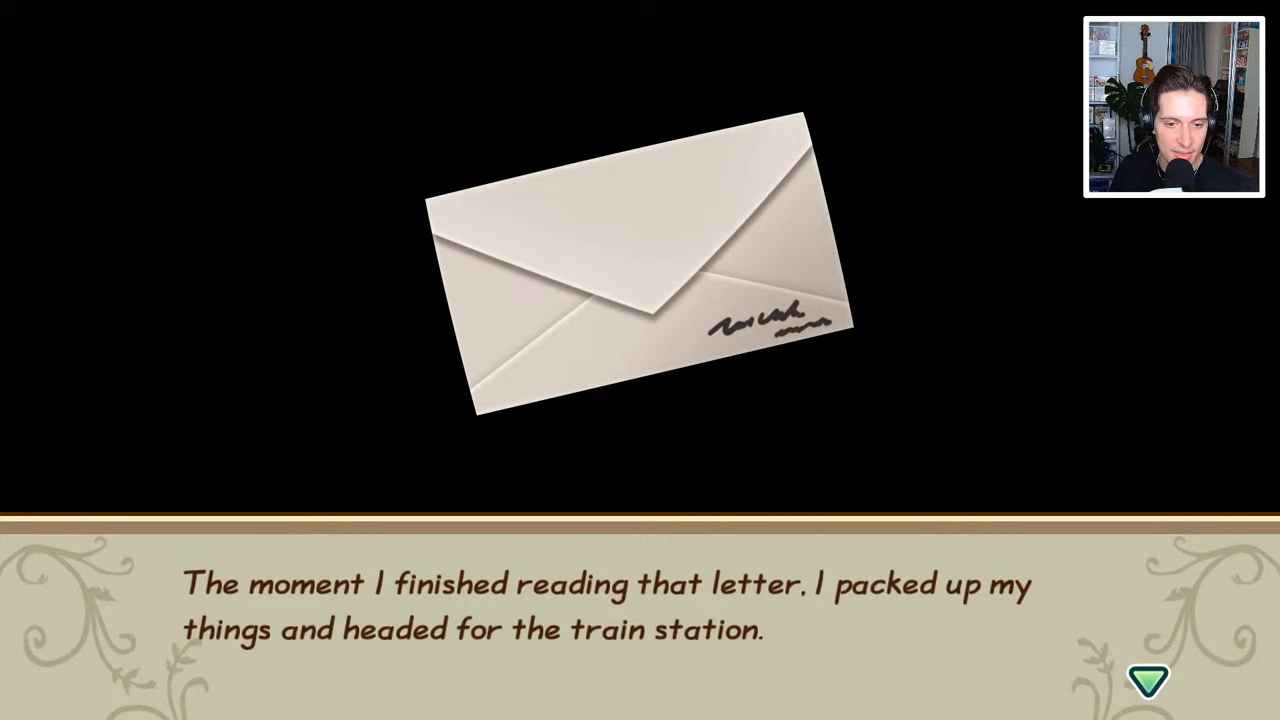 The moment I finished reading that letter, I packed up my
things and headed for the train station.